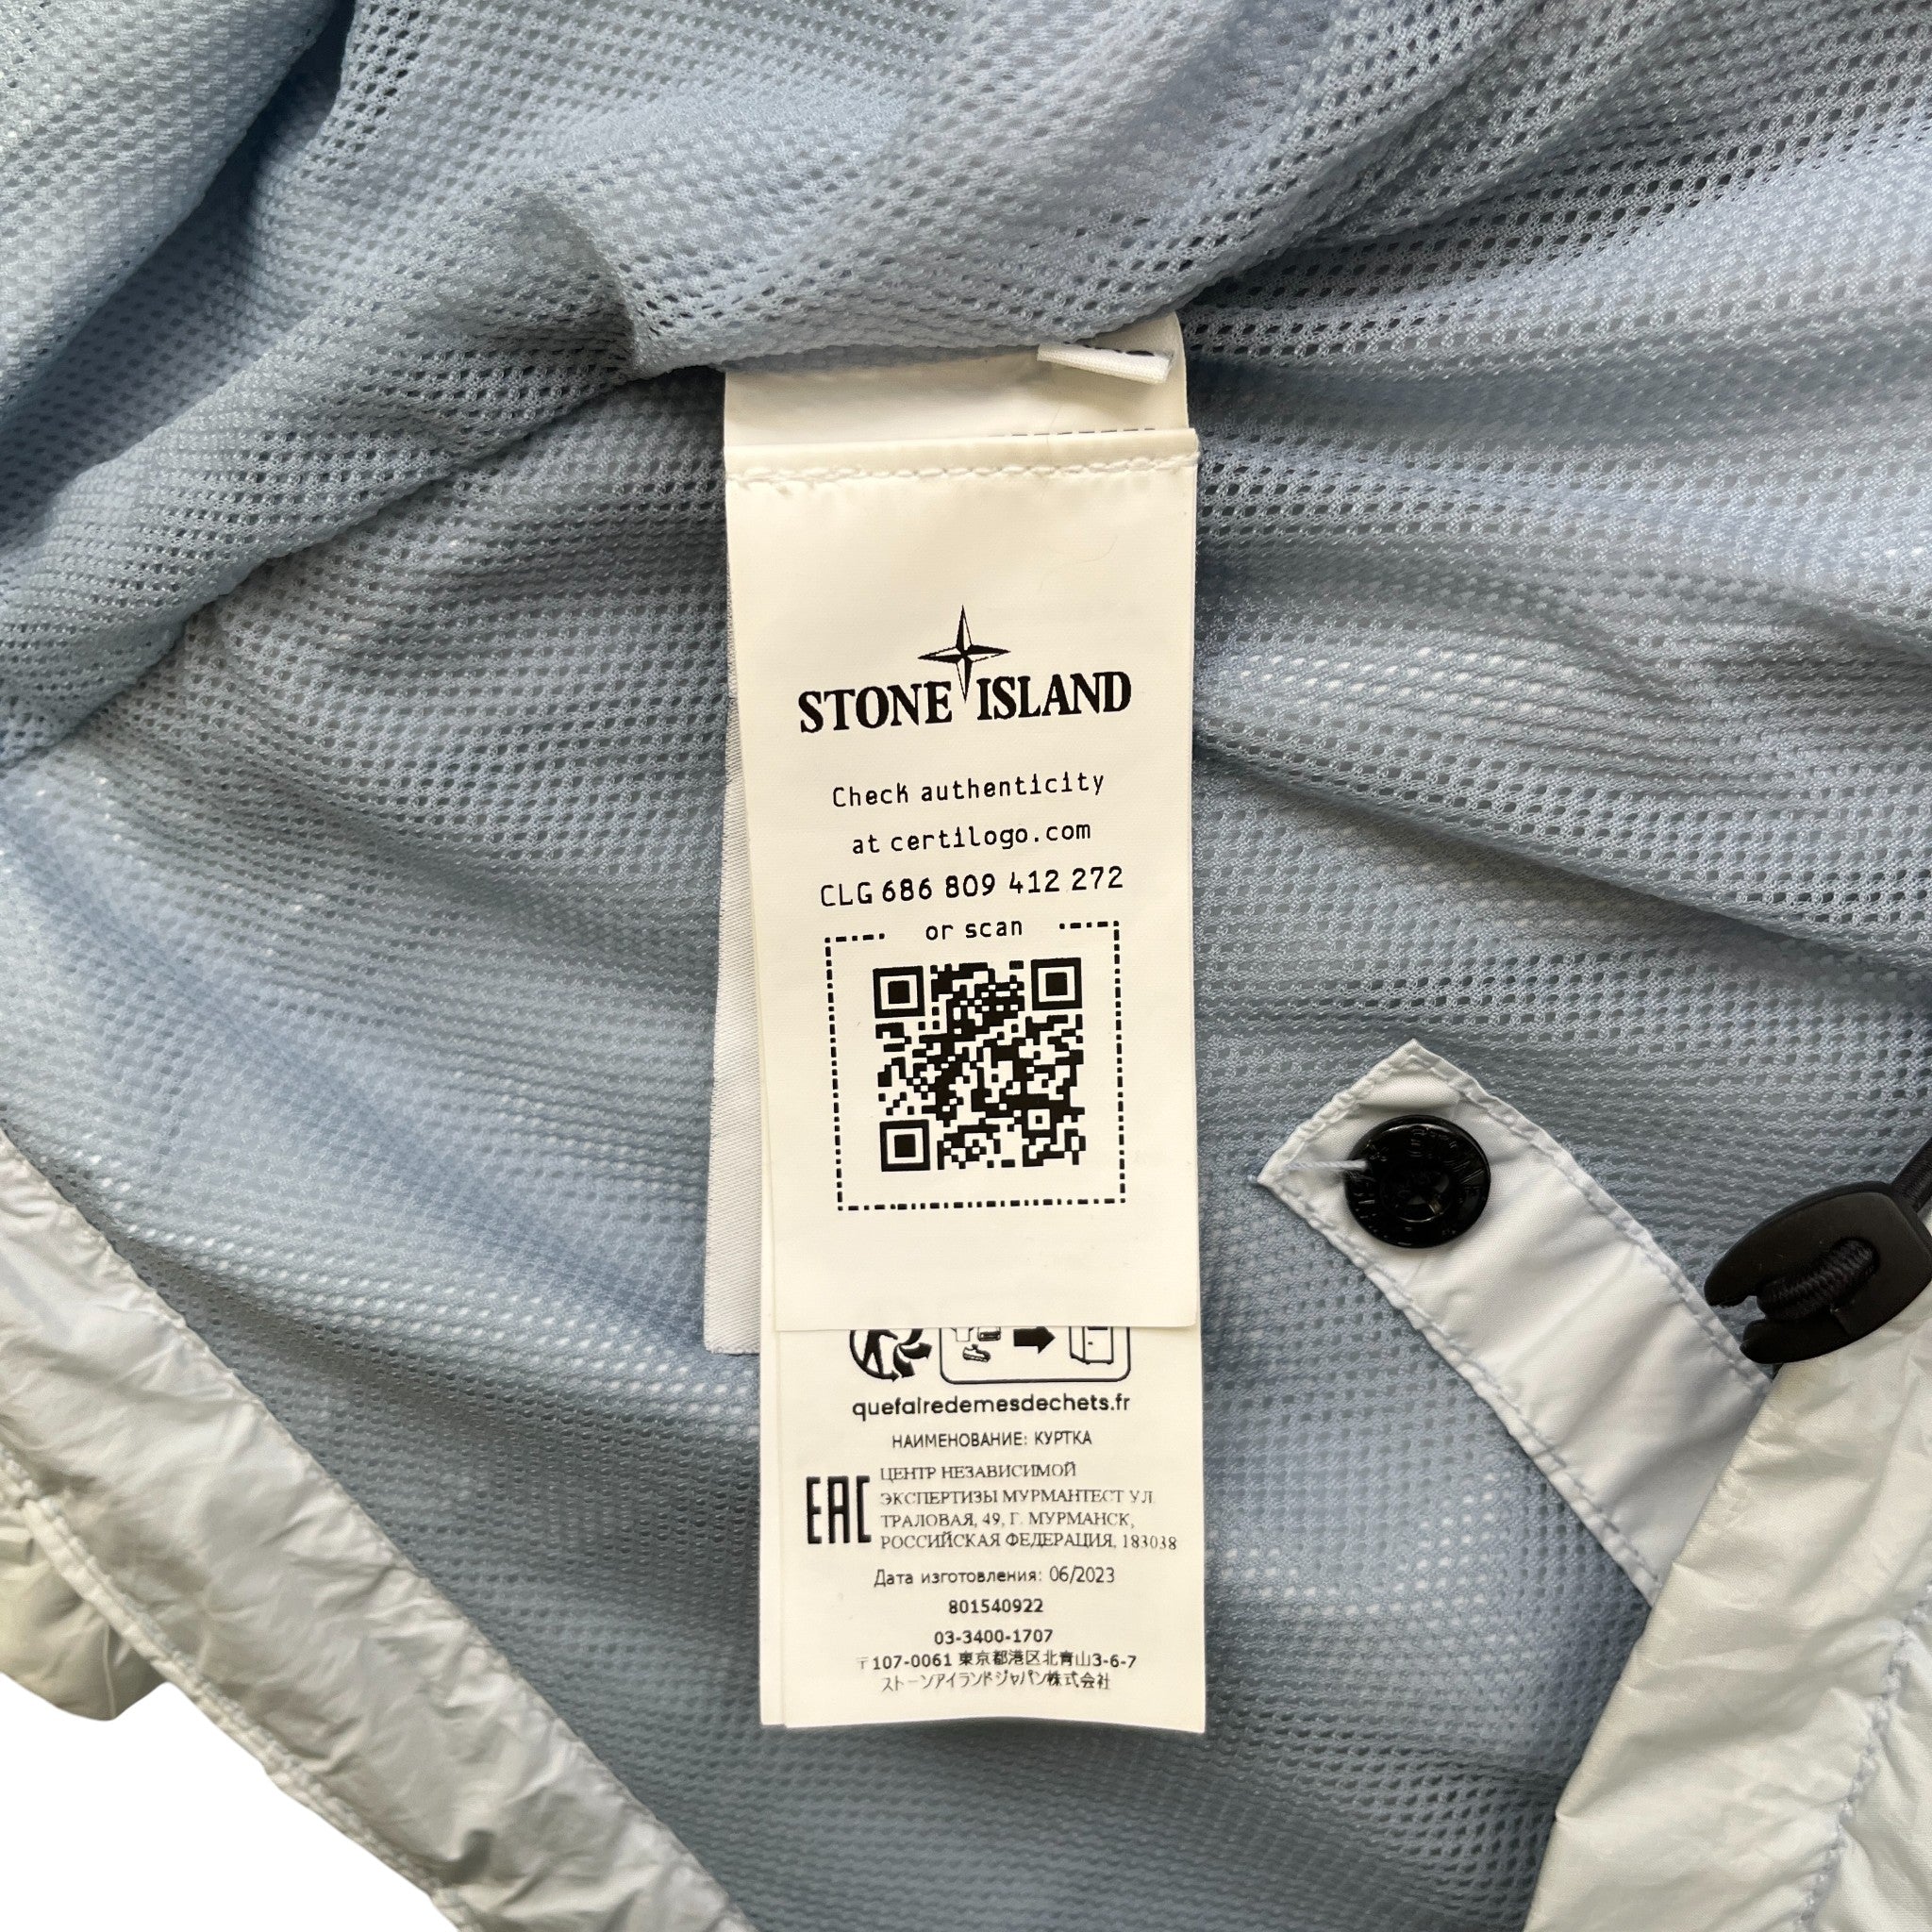 STONE ISLAND
Check authenticity
at certilogo.com
CLG 686 809 412 272
or scan
quefairedemesdechets.fr
НАИМЕНОВАНИЕ: КУРТКА
EAC
ЦЕНТР НЕЗАВИСИМОЙ
ЭКСПЕРТИЗЫ МУРМАНТЕСТ УЛ.
ТРАЛОВАЯ, 49, Г. МУРМАНСК,
РОССИЙСКАЯ ФЕДЕРАЦИЯ, 183038
Дата изготовления: 06/2023
801540922
03-3400-1707
〒107-0061 東京都港区北青山3-6-7
ストーンアイランドジャパン株式会社